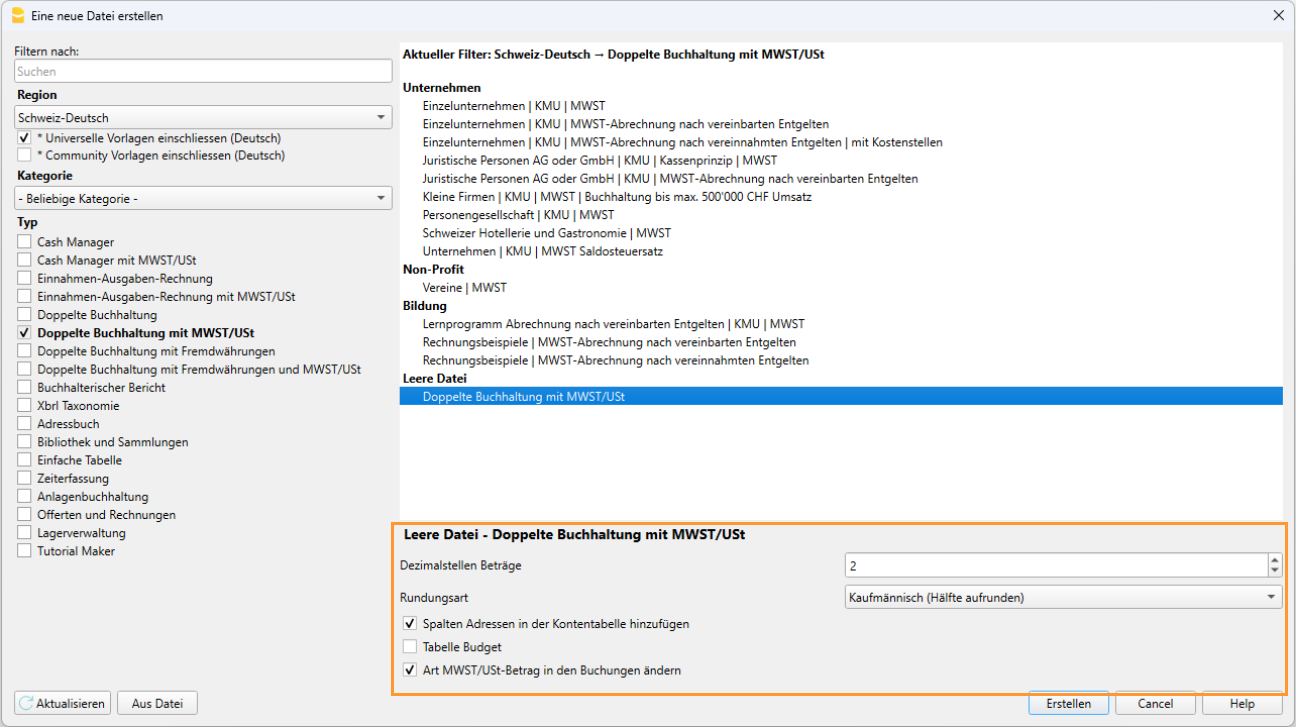 Eine neue Datei erstellen
Filtern nach:
Suchen
Region
Schweiz-Deutsch
* Universelle Vorlagen einschliessen (Deutsch)
* Community Vorlagen einschliessen (Deutsch)
Kategorie
- Beliebige Kategorie -
Typ
Cash Manager
Cash Manager mit MWST/USt
Einnahmen-Ausgaben-Rechnung
Einnahmen-Ausgaben-Rechnung mit MWST/USt
Doppelte Buchhaltung
Doppelte Buchhaltung mit MWST/USt
Doppelte Buchhaltung mit Fremdwährungen
Doppelte Buchhaltung mit Fremdwährungen und MWST/USt
Buchhalterischer Bericht
Xbrl Taxonomie
Adressbuch
Bibliothek und Sammlungen
Einfache Tabelle
Zeiterfassung
Anlagenbuchhaltung
Offerten und Rechnungen
Lagerverwaltung
Tutorial Maker
Aktueller Filter: Schweiz-Deutsch → Doppelte Buchhaltung mit MWST/USt
Unternehmen
Einzelunternehmen | KMU | MWST
Einzelunternehmen | KMU | MWST-Abrechnung nach vereinbarten Entgelten
Einzelunternehmen | KMU | MWST-Abrechnung nach vereinnahmten Entgelten | mit Kostenstellen
Juristische Personen AG oder GmbH | KMU | Kassenprinzip | MWST
Juristische Personen AG oder GmbH | KMU | MWST-Abrechnung nach vereinbarten Entgelten
Kleine Firmen | KMU | MWST | Buchhaltung bis max. 500'000 CHF Umsatz
Personengesellschaft | KMU | MWST
Schweizer Hotellerie und Gastronomie | MWST
Unternehmen | KMU | MWST Saldosteuersatz
Non-Profit
Vereine | MWST
Bildung
Lernprogramm Abrechnung nach vereinbarten Entgelten | KMU | MWST
Rechnungsbeispiele | MWST-Abrechnung nach vereinbarten Entgelten
Rechnungsbeispiele | MWST-Abrechnung nach vereinnahmten Entgelten
Leere Datei
Doppelte Buchhaltung mit MWST/USt
Leere Datei - Doppelte Buchhaltung mit MWST/USt
Dezimalstellen Beträge
2
Rundungsart
Kaufmännisch (Hälfte aufrunden)
Spalten Adressen in der Kontentabelle hinzufügen
Tabelle Budget
Art MWST/USt-Betrag in den Buchungen ändern
Aktualisieren
Aus Datei
Erstellen
Cancel
Help